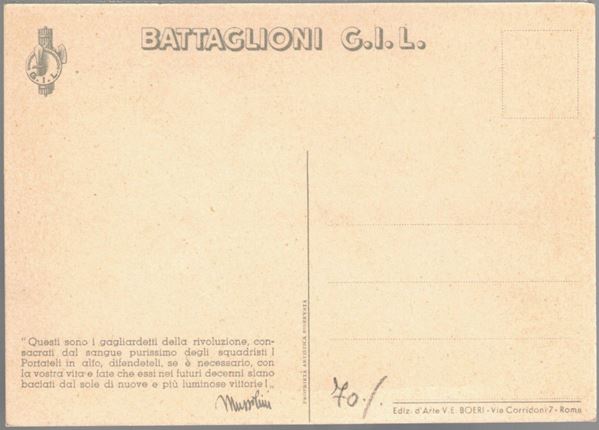 BATTAGLIONI G.I.L.
G.I.L.
"Questi sono i gagliardetti della rivoluzione, con-
sacrati dal sangue purissimo degli squadristi!
Portateli in alto, difendeteli, se è necessario, con
la vostra vita e fate che essi nei futuri decenni siano
baciati dal sole di nuove e più luminose vittorie!„
Mussolini
PROPRIETÀ ARTISTICA RISERVATA
70./
Ediz. d'Arte V. E. BOERI - Via Corridoni 7 - Roma